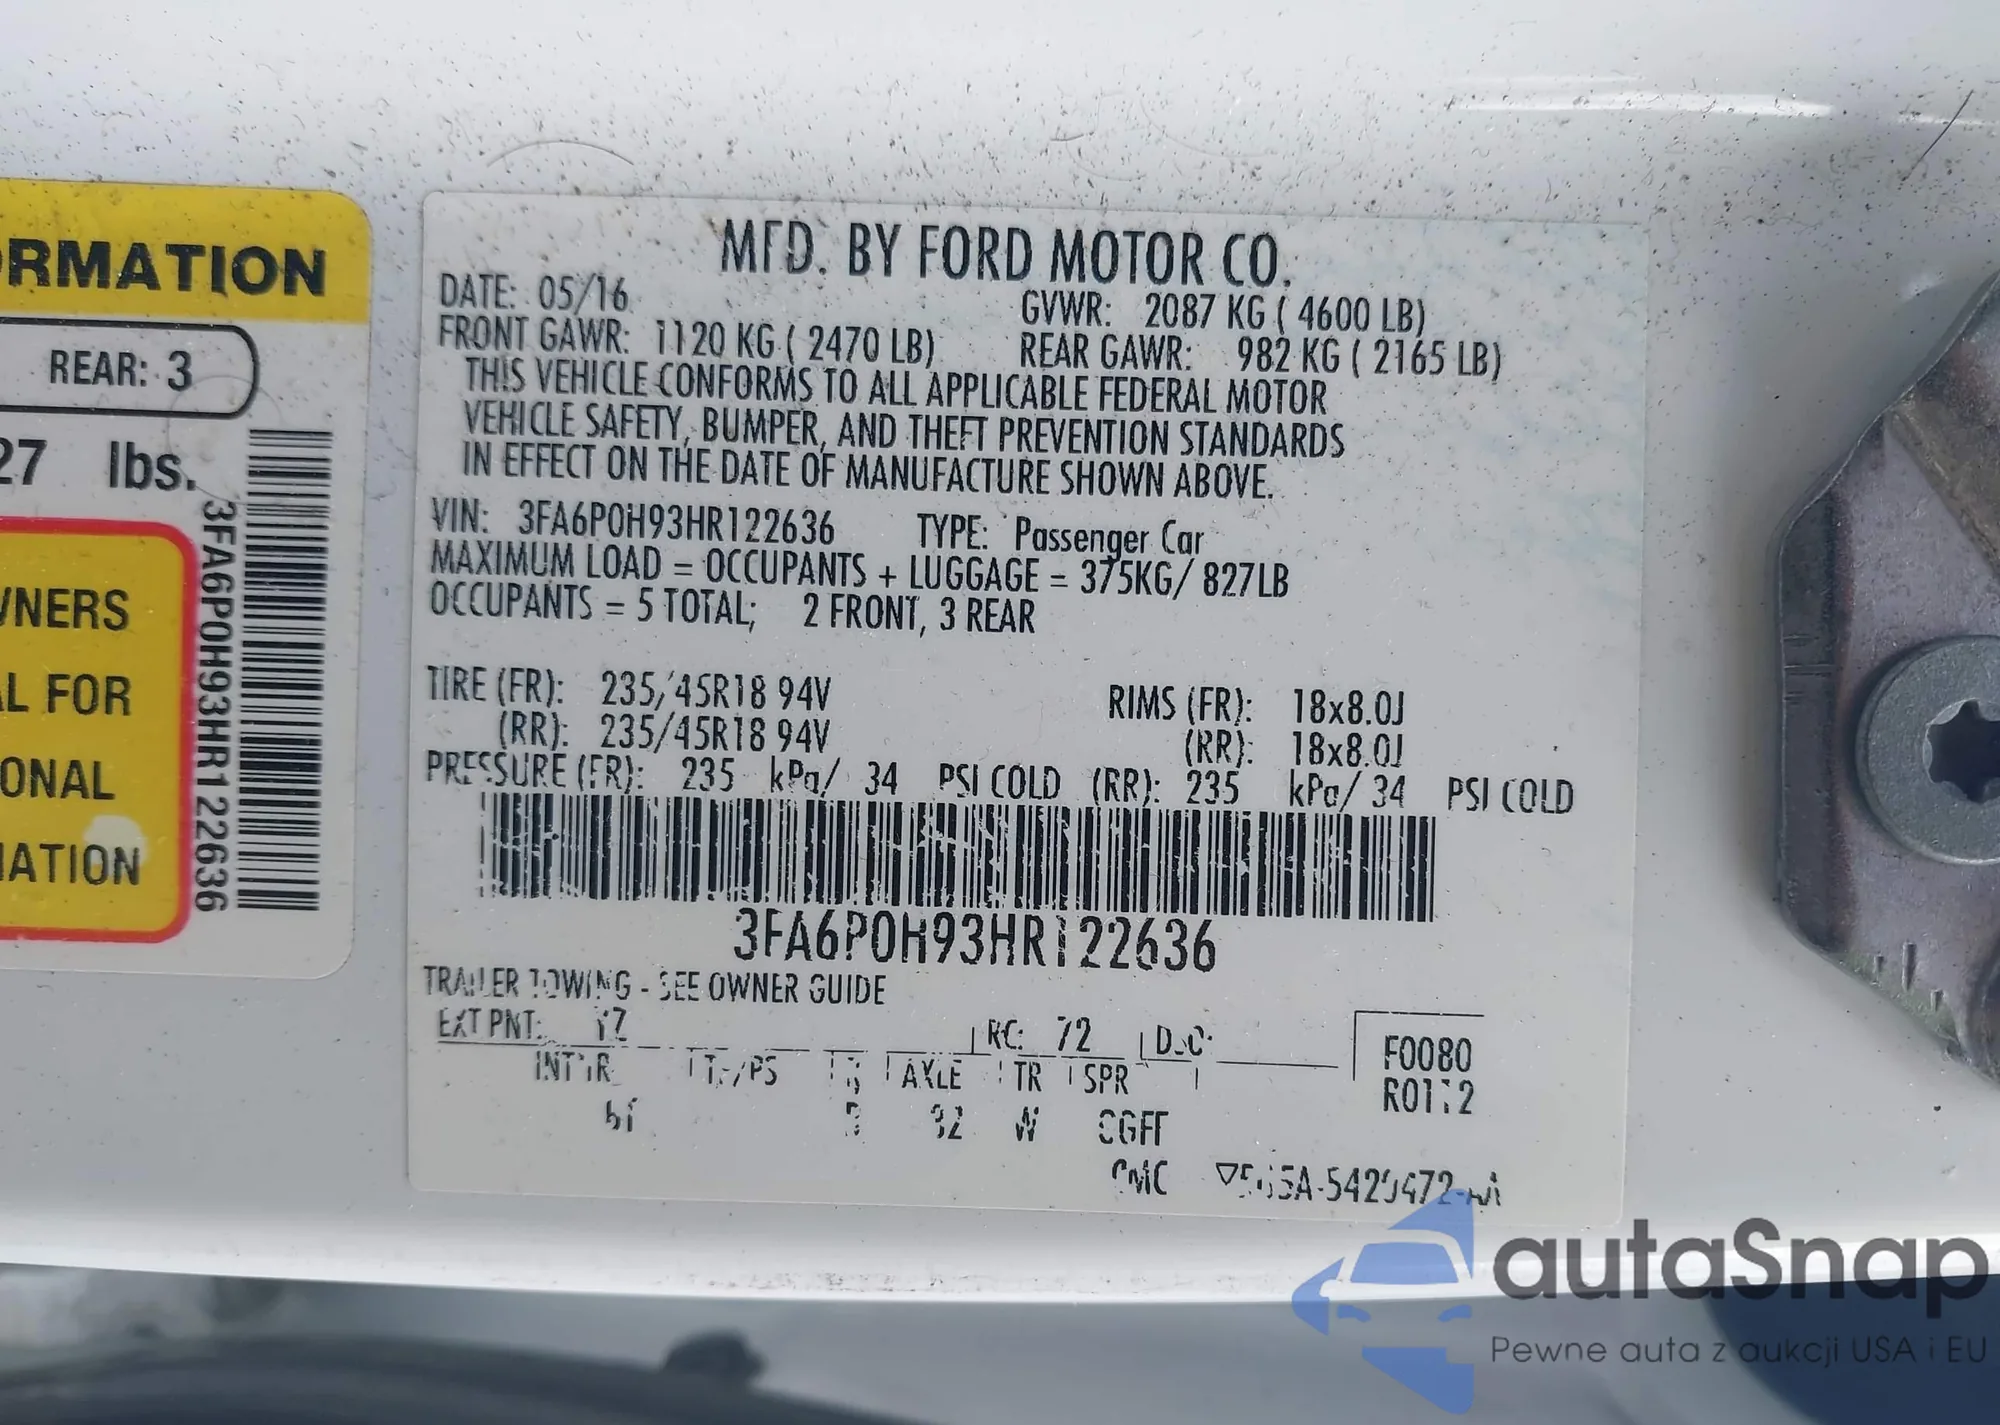 RMATION
REAR: 3
27 lbs.
3FA6P0H93HR122636
WNERS
AL FOR
ONAL
MATION
MFD. BY FORD MOTOR CO.
DATE: 05/16
GVWR: 2087 KG ( 4600 LB)
FRONT GAWR: 1120 KG ( 2470 LB)
REAR GAWR: 982 KG ( 2165 LB)
THIS VEHICLE CONFORMS TO ALL APPLICABLE FEDERAL MOTOR
VEHICLE SAFETY, BUMPER, AND THEFT PREVENTION STANDARDS
IN EFFECT ON THE DATE OF MANUFACTURE SHOWN ABOVE.
VIN: 3FA6P0H93HR122636 TYPE: Passenger Car
MAXIMUM LOAD = OCCUPANTS + LUGGAGE = 375KG/ 827LB
OCCUPANTS = 5 TOTAL; 2 FRONT, 3 REAR
TIRE (FR): 235/45R18 94V RIMS (FR): 18x8.0J
(RR): 235/45R18 94V (RR): 18x8.0J
PRESSURE (FR): 235 kPa/ 34 PSI COLD (RR): 235 kPa/ 34 PSI COLD
3FA6P0H93HR122636
TRAILER TOWING - SEE OWNER GUIDE
EXT PNT: YZ RC: 72
AXLE TR SPR
F0080
W
autaSnap
Pewne auta z aukcji USA i EU